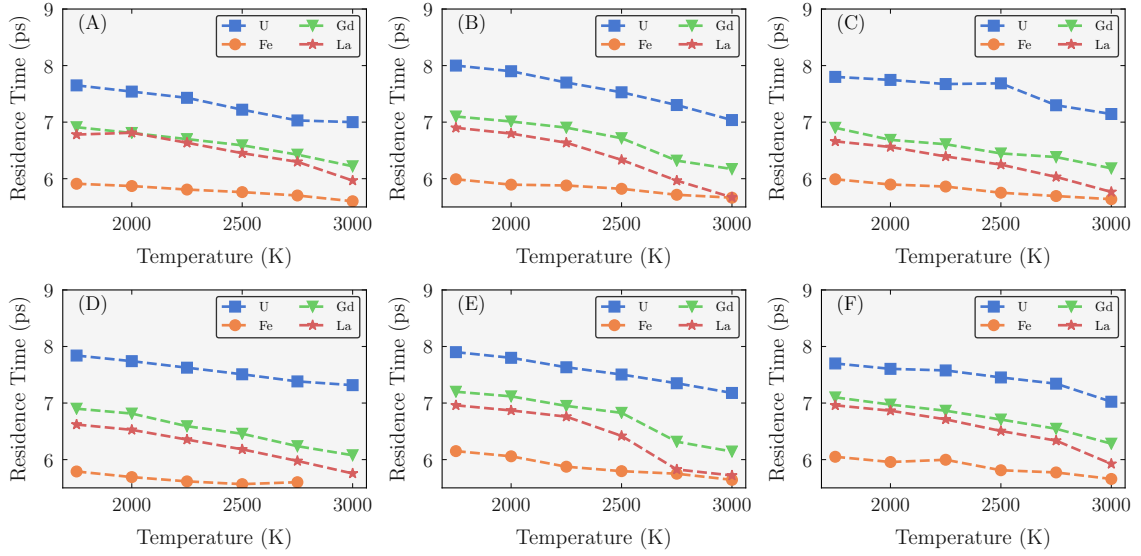 (A)
U
Gd
Fe
La
9
8
7
6
Residence Time (ps)
2000
2500
3000
Temperature (K)
(B)
U
Gd
Fe
La
9
8
7
6
Residence Time (ps)
2000
2500
3000
Temperature (K)
(C)
U
Gd
Fe
La
9
8
7
6
Residence Time (ps)
2000
2500
3000
Temperature (K)
(D)
U
Gd
Fe
La
9
8
7
6
Residence Time (ps)
2000
2500
3000
Temperature (K)
(E)
U
Gd
Fe
La
9
8
7
6
Residence Time (ps)
2000
2500
3000
Temperature (K)
(F)
U
Gd
Fe
La
9
8
7
6
Residence Time (ps)
2000
2500
3000
Temperature (K)